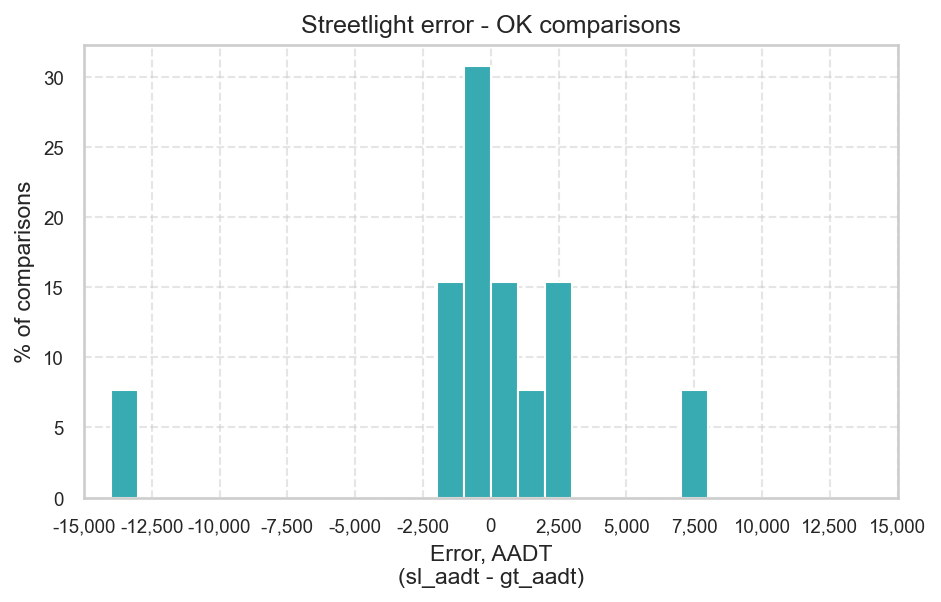 Streetlight error - OK comparisons
% of comparisons
30
25
20
15
10
5
0
-15,000 -12,500 -10,000 -7,500 -5,000 -2,500 0 2,500 5,000 7,500 10,000 12,500 15,000
Error, AADT
(sl_aadt - gt_aadt)